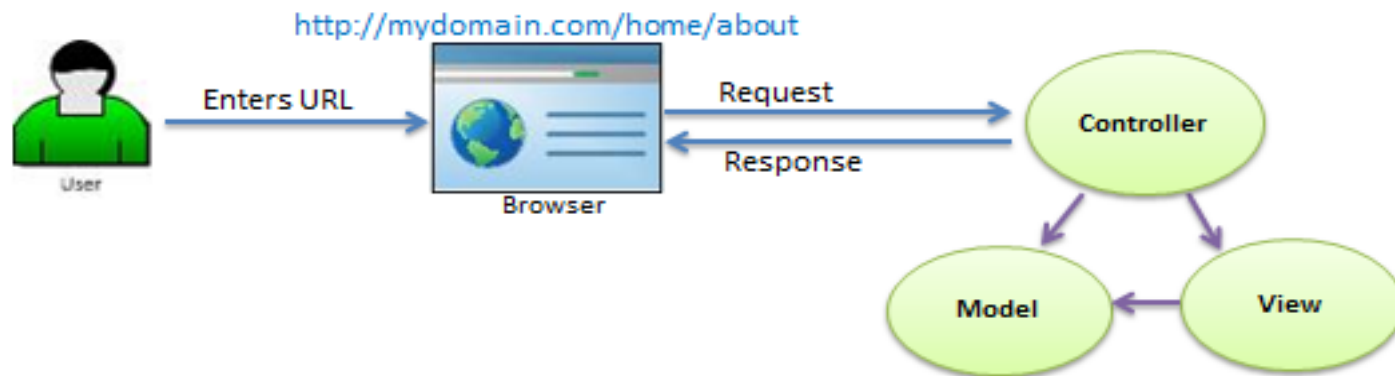 http://mydomain.com/home/about
Enters URL
Request
Controller
Response
User
Browser
Model
View